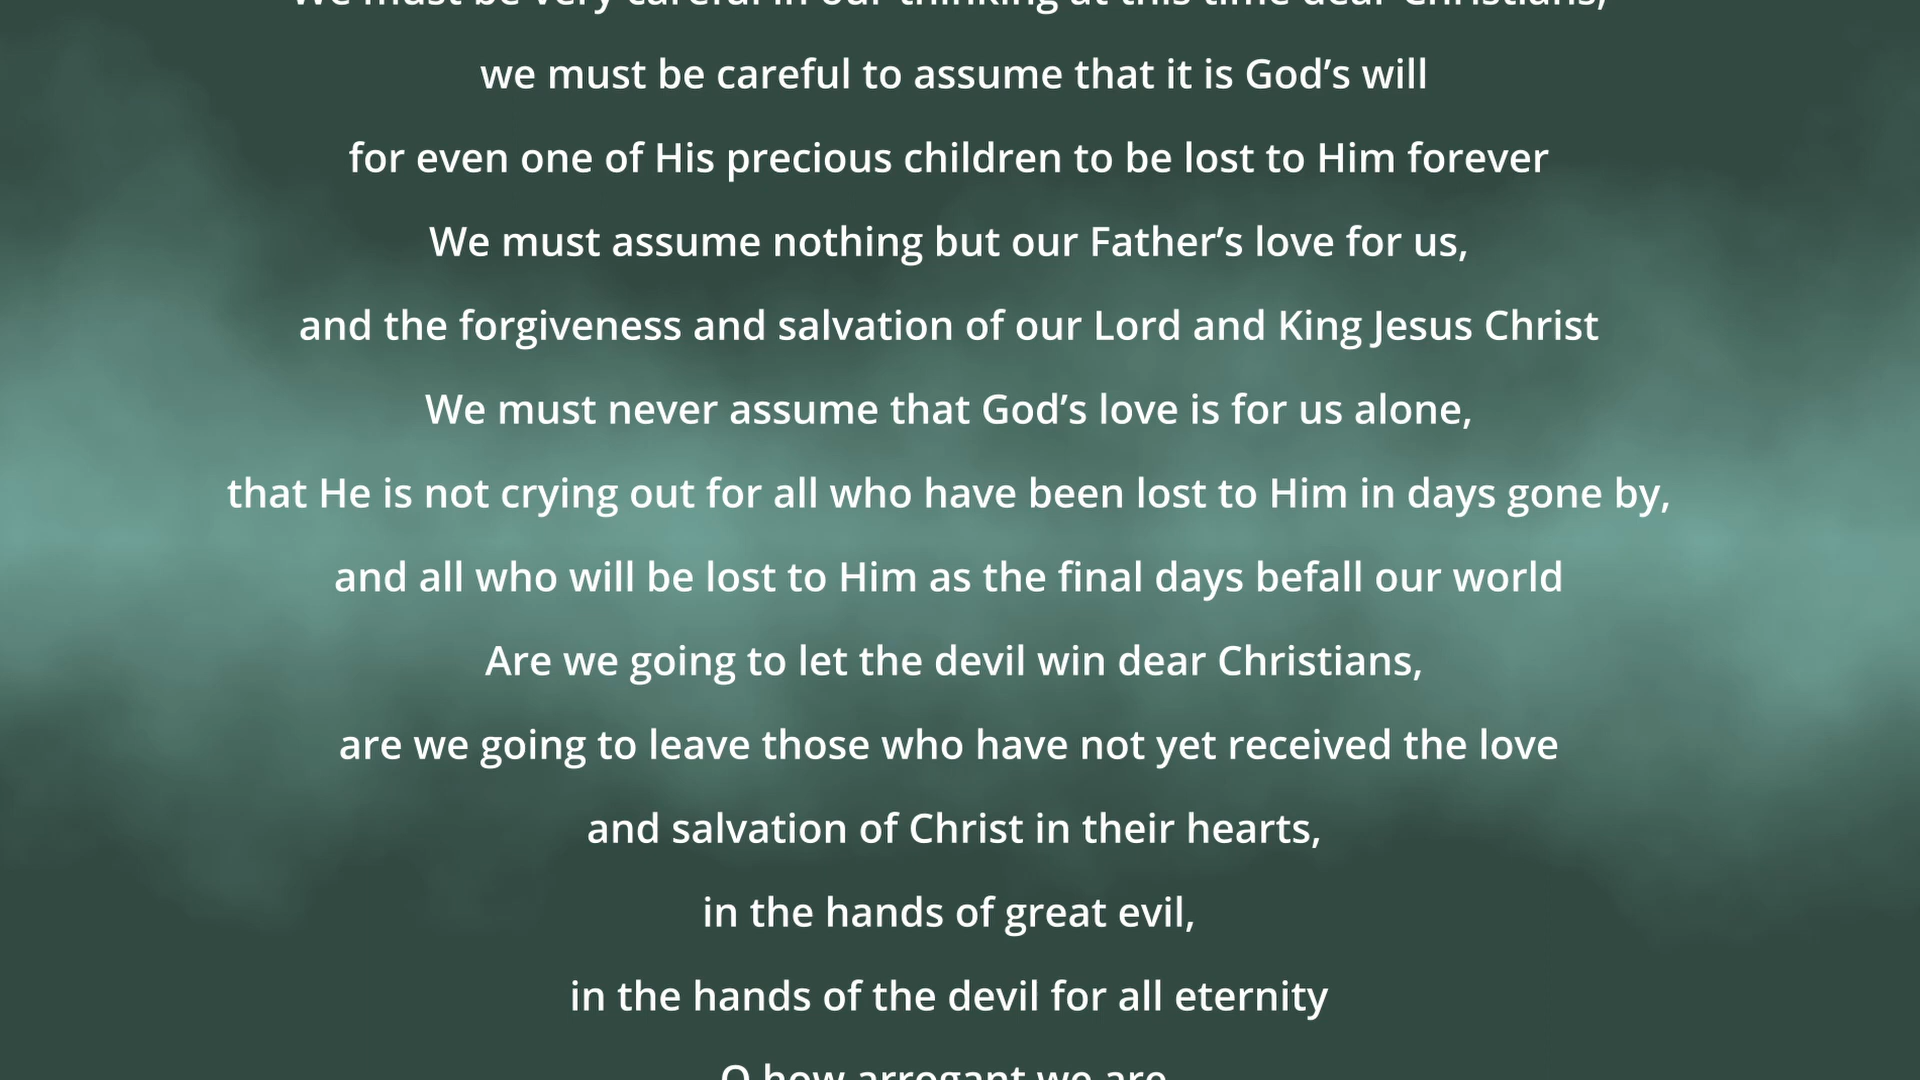 We must be very careful in our thinking at this time dear Christians,
we must be careful to assume that it is God’s will
for even one of His precious children to be lost to Him forever
We must assume nothing but our Father’s love for us,
and the forgiveness and salvation of our Lord and King Jesus Christ
We must never assume that God’s love is for us alone,
that He is not crying out for all who have been lost to Him in days gone by,
and all who will be lost to Him as the final days befall our world
Are we going to let the devil win dear Christians,
are we going to leave those who have not yet received the love
and salvation of Christ in their hearts,
in the hands of great evil,
in the hands of the devil for all eternity
O how arrogant we are